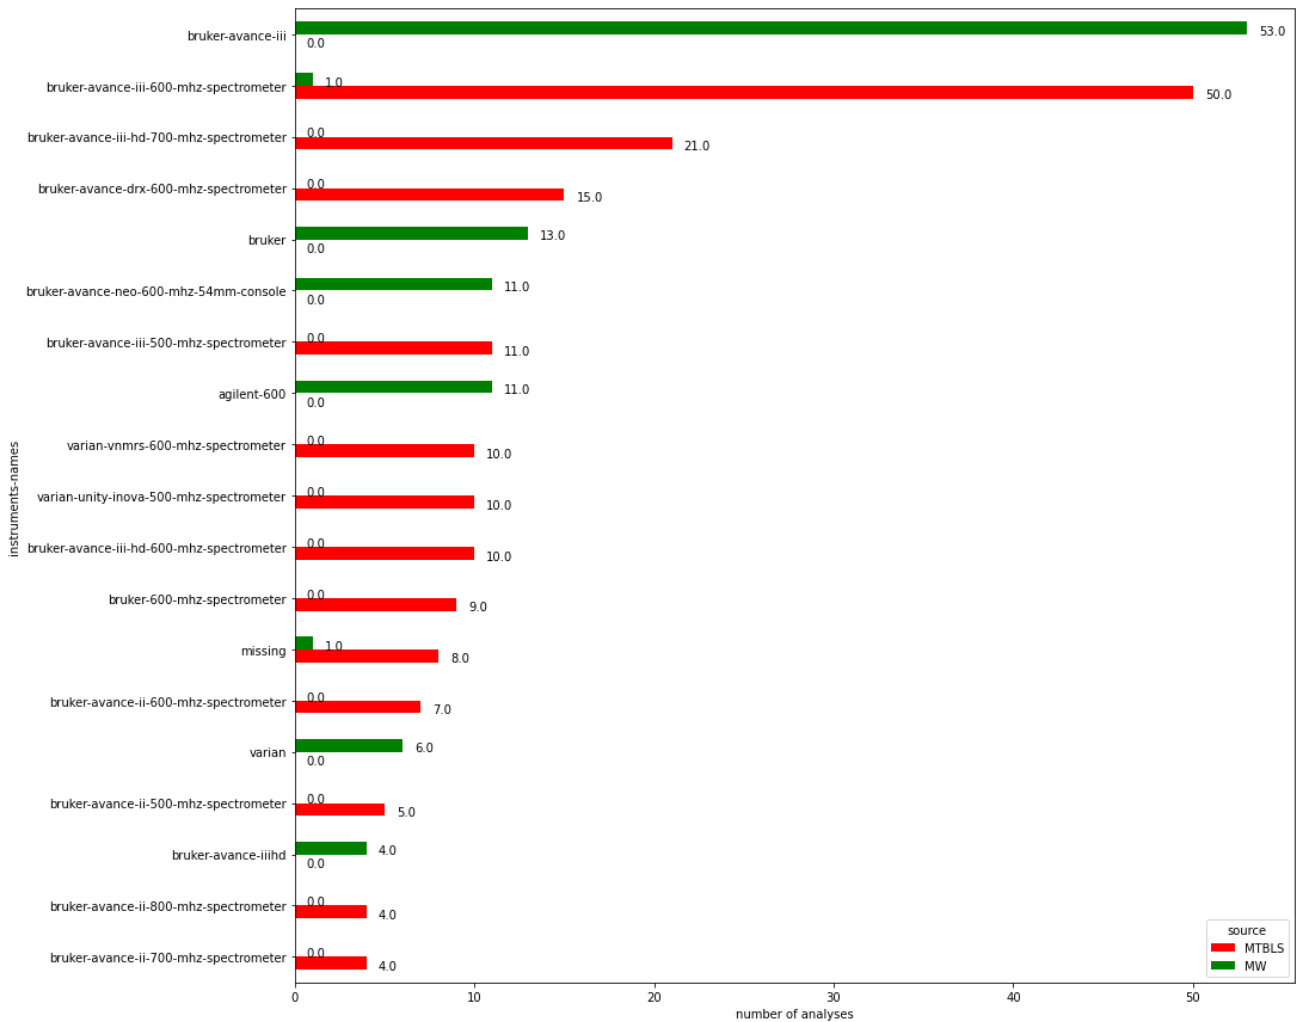 bruker-avance-iii
53.0
0.0
bruker-avance-iii-600-mhz-spectrometer
1.0
50.0
bruker-avance-iii-hd-700-mhz-spectrometer
0.0
21.0
bruker-avance-drx-600-mhz-spectrometer
0.0
15.0
bruker
13.0
0.0
bruker-avance-neo-600-mhz-54mm-console
11.0
0.0
bruker-avance-iii-500-mhz-spectrometer
0.0
11.0
agilent-600
11.0
0.0
varian-vnmrs-600-mhz-spectrometer
0.0
10.0
varian-unity-inova-500-mhz-spectrometer
0.0
10.0
bruker-avance-iii-hd-600-mhz-spectrometer
0.0
10.0
bruker-600-mhz-spectrometer
0.0
9.0
missing
1.0
8.0
bruker-avance-ii-600-mhz-spectrometer
0.0
7.0
varian
6.0
0.0
bruker-avance-ii-500-mhz-spectrometer
0.0
5.0
bruker-avance-iiihd
4.0
0.0
bruker-avance-ii-800-mhz-spectrometer
0.0
4.0
bruker-avance-ii-700-mhz-spectrometer
0.0
4.0
instruments-names
source
MTBLS
MW
0 10 20 30 40 50
number of analyses